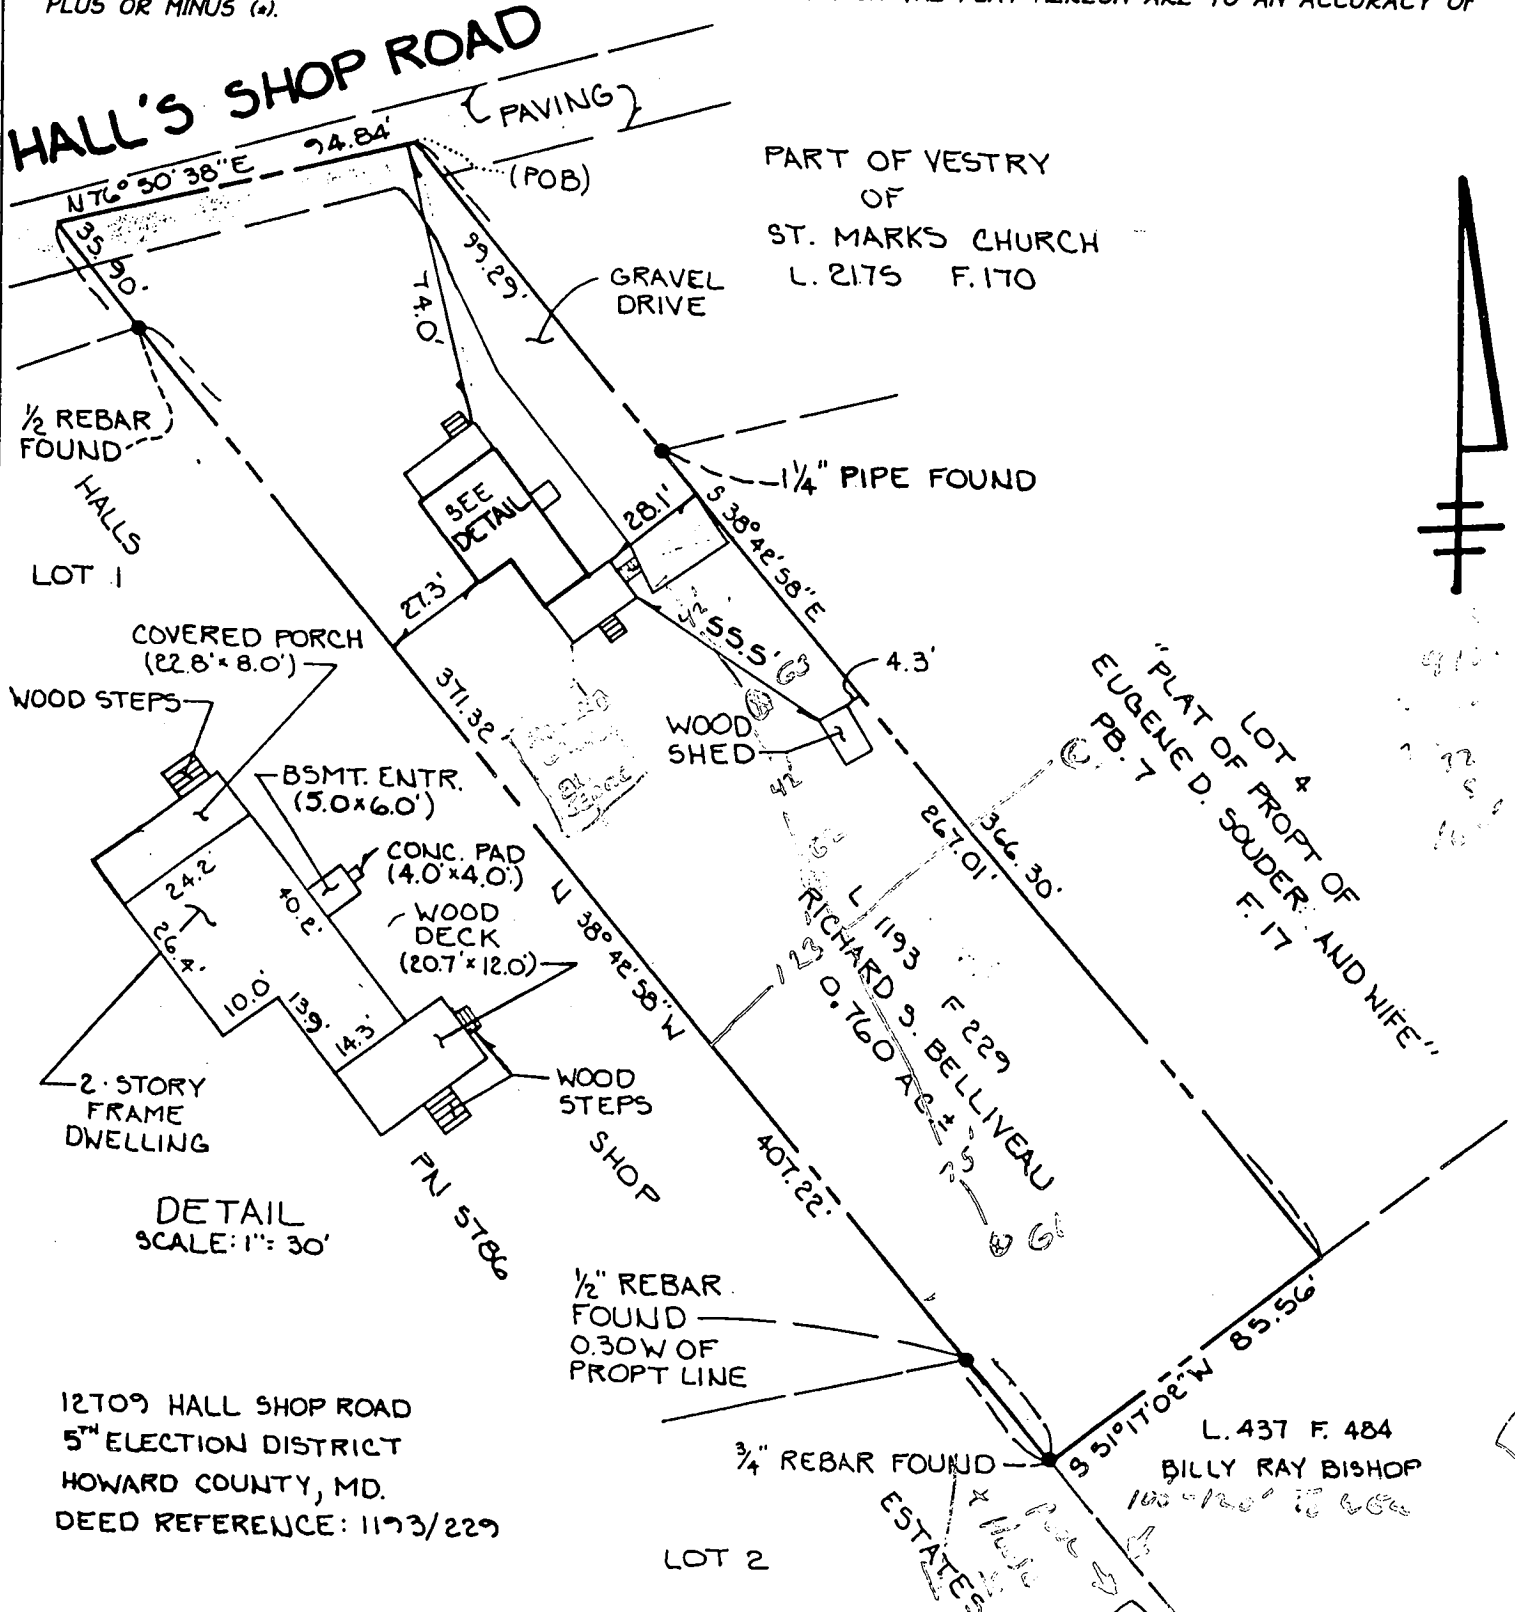 PLUS OR MINUS (±).
HALL'S SHOP ROAD
{PAVING}
N 76° 30' 38" E 94.84'
(POB)
PART OF VESTRY
OF
ST. MARKS CHURCH
L. 2175 F. 170
35.90'
99.29'
74.0'
GRAVEL
DRIVE
1/2 REBAR
FOUND
1 1/4" PIPE FOUND
HALLS
LOT 1
SEE
DETAIL
28.1'
S 38° 42' 58" E
27.3'
55.5'
4.3'
COVERED PORCH
(22.8' x 8.0')
WOOD STEPS
371.32'
WOOD
SHED
BSMT. ENTR.
(5.0 x 6.0')
CONC. PAD
(4.0' x 4.0')
WOOD
DECK
(20.7' x 12.0')
24.2'
40.2'
26.4'
10.0'
13.9'
14.3'
2-STORY
FRAME
DWELLING
WOOD
STEPS
DETAIL
SCALE: 1" = 30'
N 38° 42' 58" W
LOT 4
"PLAT OF PROPT OF
EUGENE D. SOUDER AND WIFE"
PB. 7 F. 17
366.30'
267.01'
123
L 1193 F 229
RICHARD S. BELLIVEAU
0.760 AC. ±
407.22'
SHOP
PN 5786
1/2" REBAR
FOUND
0.30 W OF
PROPT LINE
85.56'
S 51° 17' 02" W
3/4" REBAR FOUND
L. 437 F. 484
BILLY RAY BISHOP
ESTATES
LOT 2
12709 HALL SHOP ROAD
5TH ELECTION DISTRICT
HOWARD COUNTY, MD.
DEED REFERENCE: 1193/229